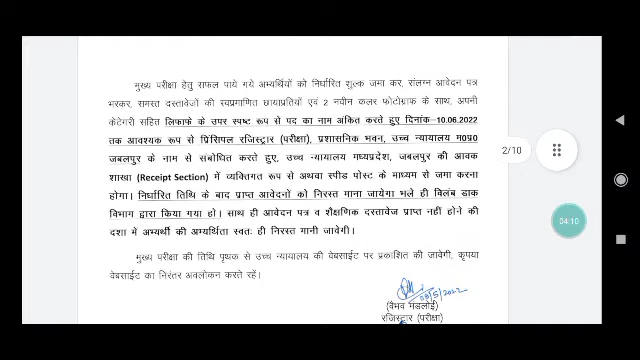 मुख्य परीक्षा हेतु सफल पाये गये अभ्यर्थियों को निर्धारित शुल्क जमा कर, संलग्न आवेदन पत्र
भरकर, समस्त दस्तावेजों की स्वप्रमाणित छायाप्रतियों एवं 2 नवीन कलर फोटोग्राफ के साथ, अपनी
केटेगरी सहित लिफाफे के उपर स्पष्ट रूप से पद का नाम अंकित करते हुए दिनांक–10.06.2022
तक आवश्यक रूप से प्रिंसिपल रजिस्ट्रार (परीक्षा), प्रशासनिक भवन, उच्च न्यायालय म0प्र0
2/10
जबलपुर के नाम से संबोधित करते हुए, उच्च न्यायालय मध्यप्रदेश, जबलपुर की आवक
शाखा (Receipt Section) में व्यक्तिगत रूप से अथवा स्पीड पोस्ट के माध्यम से जमा करना
होगा। निर्धारित तिथि के बाद प्राप्त आवेदनों को निरस्त माना जायेगा भले ही विलंब डाक
विभाग द्वारा किया गया हो। साथ ही आवेदन पत्र व शैक्षणिक दस्तावेज प्राप्त नहीं होने की
04:10
दशा में अभ्यर्थी की अभ्यर्थिता स्वतः ही निरस्त मानी जावेगी।
मुख्य परीक्षा की तिथि पृथक से उच्च न्यायालय की वेबसाईट पर प्रकाशित की जावेगी, कृपया
वेबसाईट का निरंतर अवलोकन करते रहें।
(वैभव मंडलोई)
रजिस्ट्रार (परीक्षा)